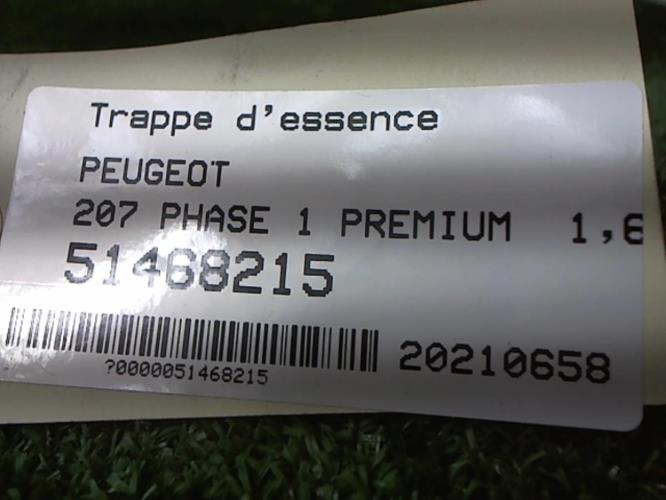 Trappe d'essence
PEUGEOT
207 PHASE 1 PREMIUM 1,6
51468215
20210658
?0000051468215